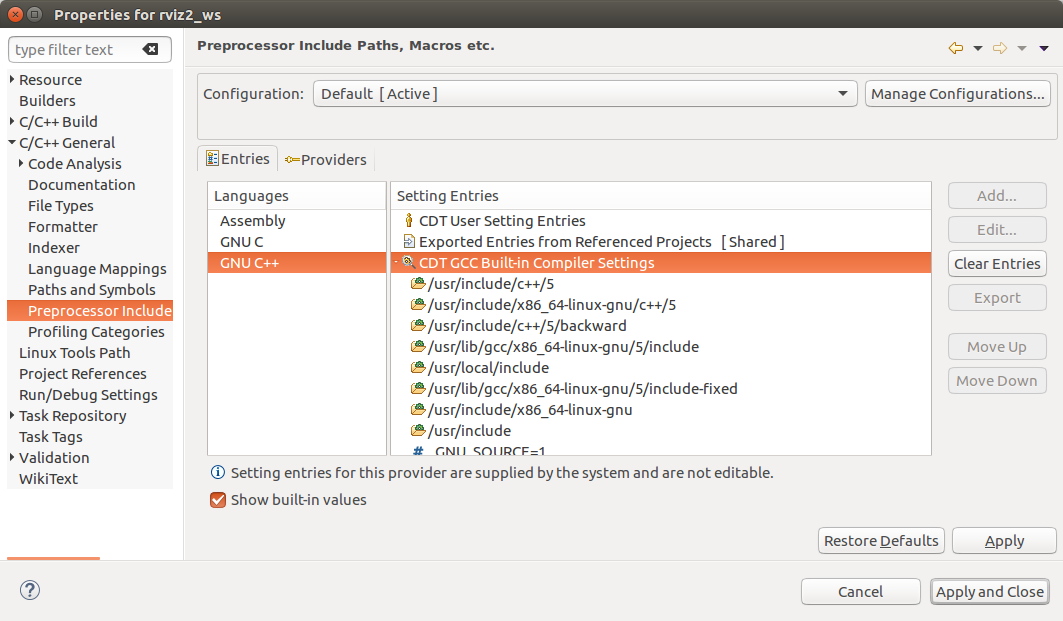 Properties for rviz2_ws
type filter text
Resource
Builders
C/C++ Build
C/C++ General
Code Analysis
Documentation
File Types
Formatter
Indexer
Language Mappings
Paths and Symbols
Preprocessor Include
Profiling Categories
Linux Tools Path
Project References
Run/Debug Settings
Task Repository
Task Tags
Validation
WikiText
Preprocessor Include Paths, Macros etc.
Configuration:
Default [Active]
Manage Configurations...
Entries
Providers
Languages
Assembly
GNU C
GNU C++
Setting Entries
CDT User Setting Entries
Exported Entries from Referenced Projects [Shared]
CDT GCC Built-in Compiler Settings
/usr/include/c++/5
/usr/include/x86_64-linux-gnu/c++/5
/usr/include/c++/5/backward
/usr/lib/gcc/x86_64-linux-gnu/5/include
/usr/local/include
/usr/lib/gcc/x86_64-linux-gnu/5/include-fixed
/usr/include/x86_64-linux-gnu
/usr/include
# _GNU_SOURCE=1
Add...
Edit...
Clear Entries
Export
Move Up
Move Down
Setting entries for this provider are supplied by the system and are not editable.
Show built-in values
Restore Defaults
Apply
Cancel
Apply and Close